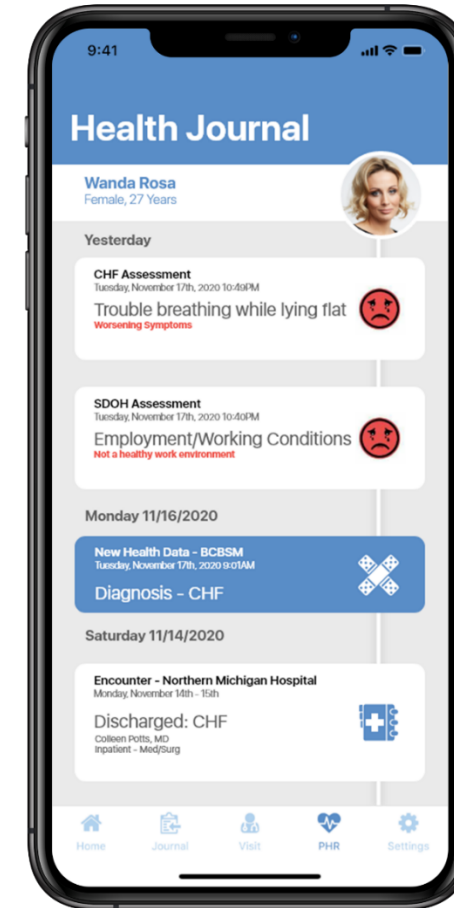 9:41
Health Journal
Wanda Rosa
Female, 27 Years
Yesterday
CHF Assessment
Tuesday, November 17th, 2020 10:49PM
Trouble breathing while lying flat
Worsening Symptoms
SDOH Assessment
Tuesday, November 17th, 2020 10:40PM
Employment/Working Conditions
Not a healthy work environment
Monday 11/16/2020
New Health Data - BCBSM
Tuesday, November 17th, 2020 9:01AM
Diagnosis - CHF
Saturday 11/14/2020
Encounter - Northern Michigan Hospital
Monday, November 14th - 15th
Discharged: CHF
Colleen Potts, MD
Inpatient - Med/Surg
Home Journal Visit PHR Settings